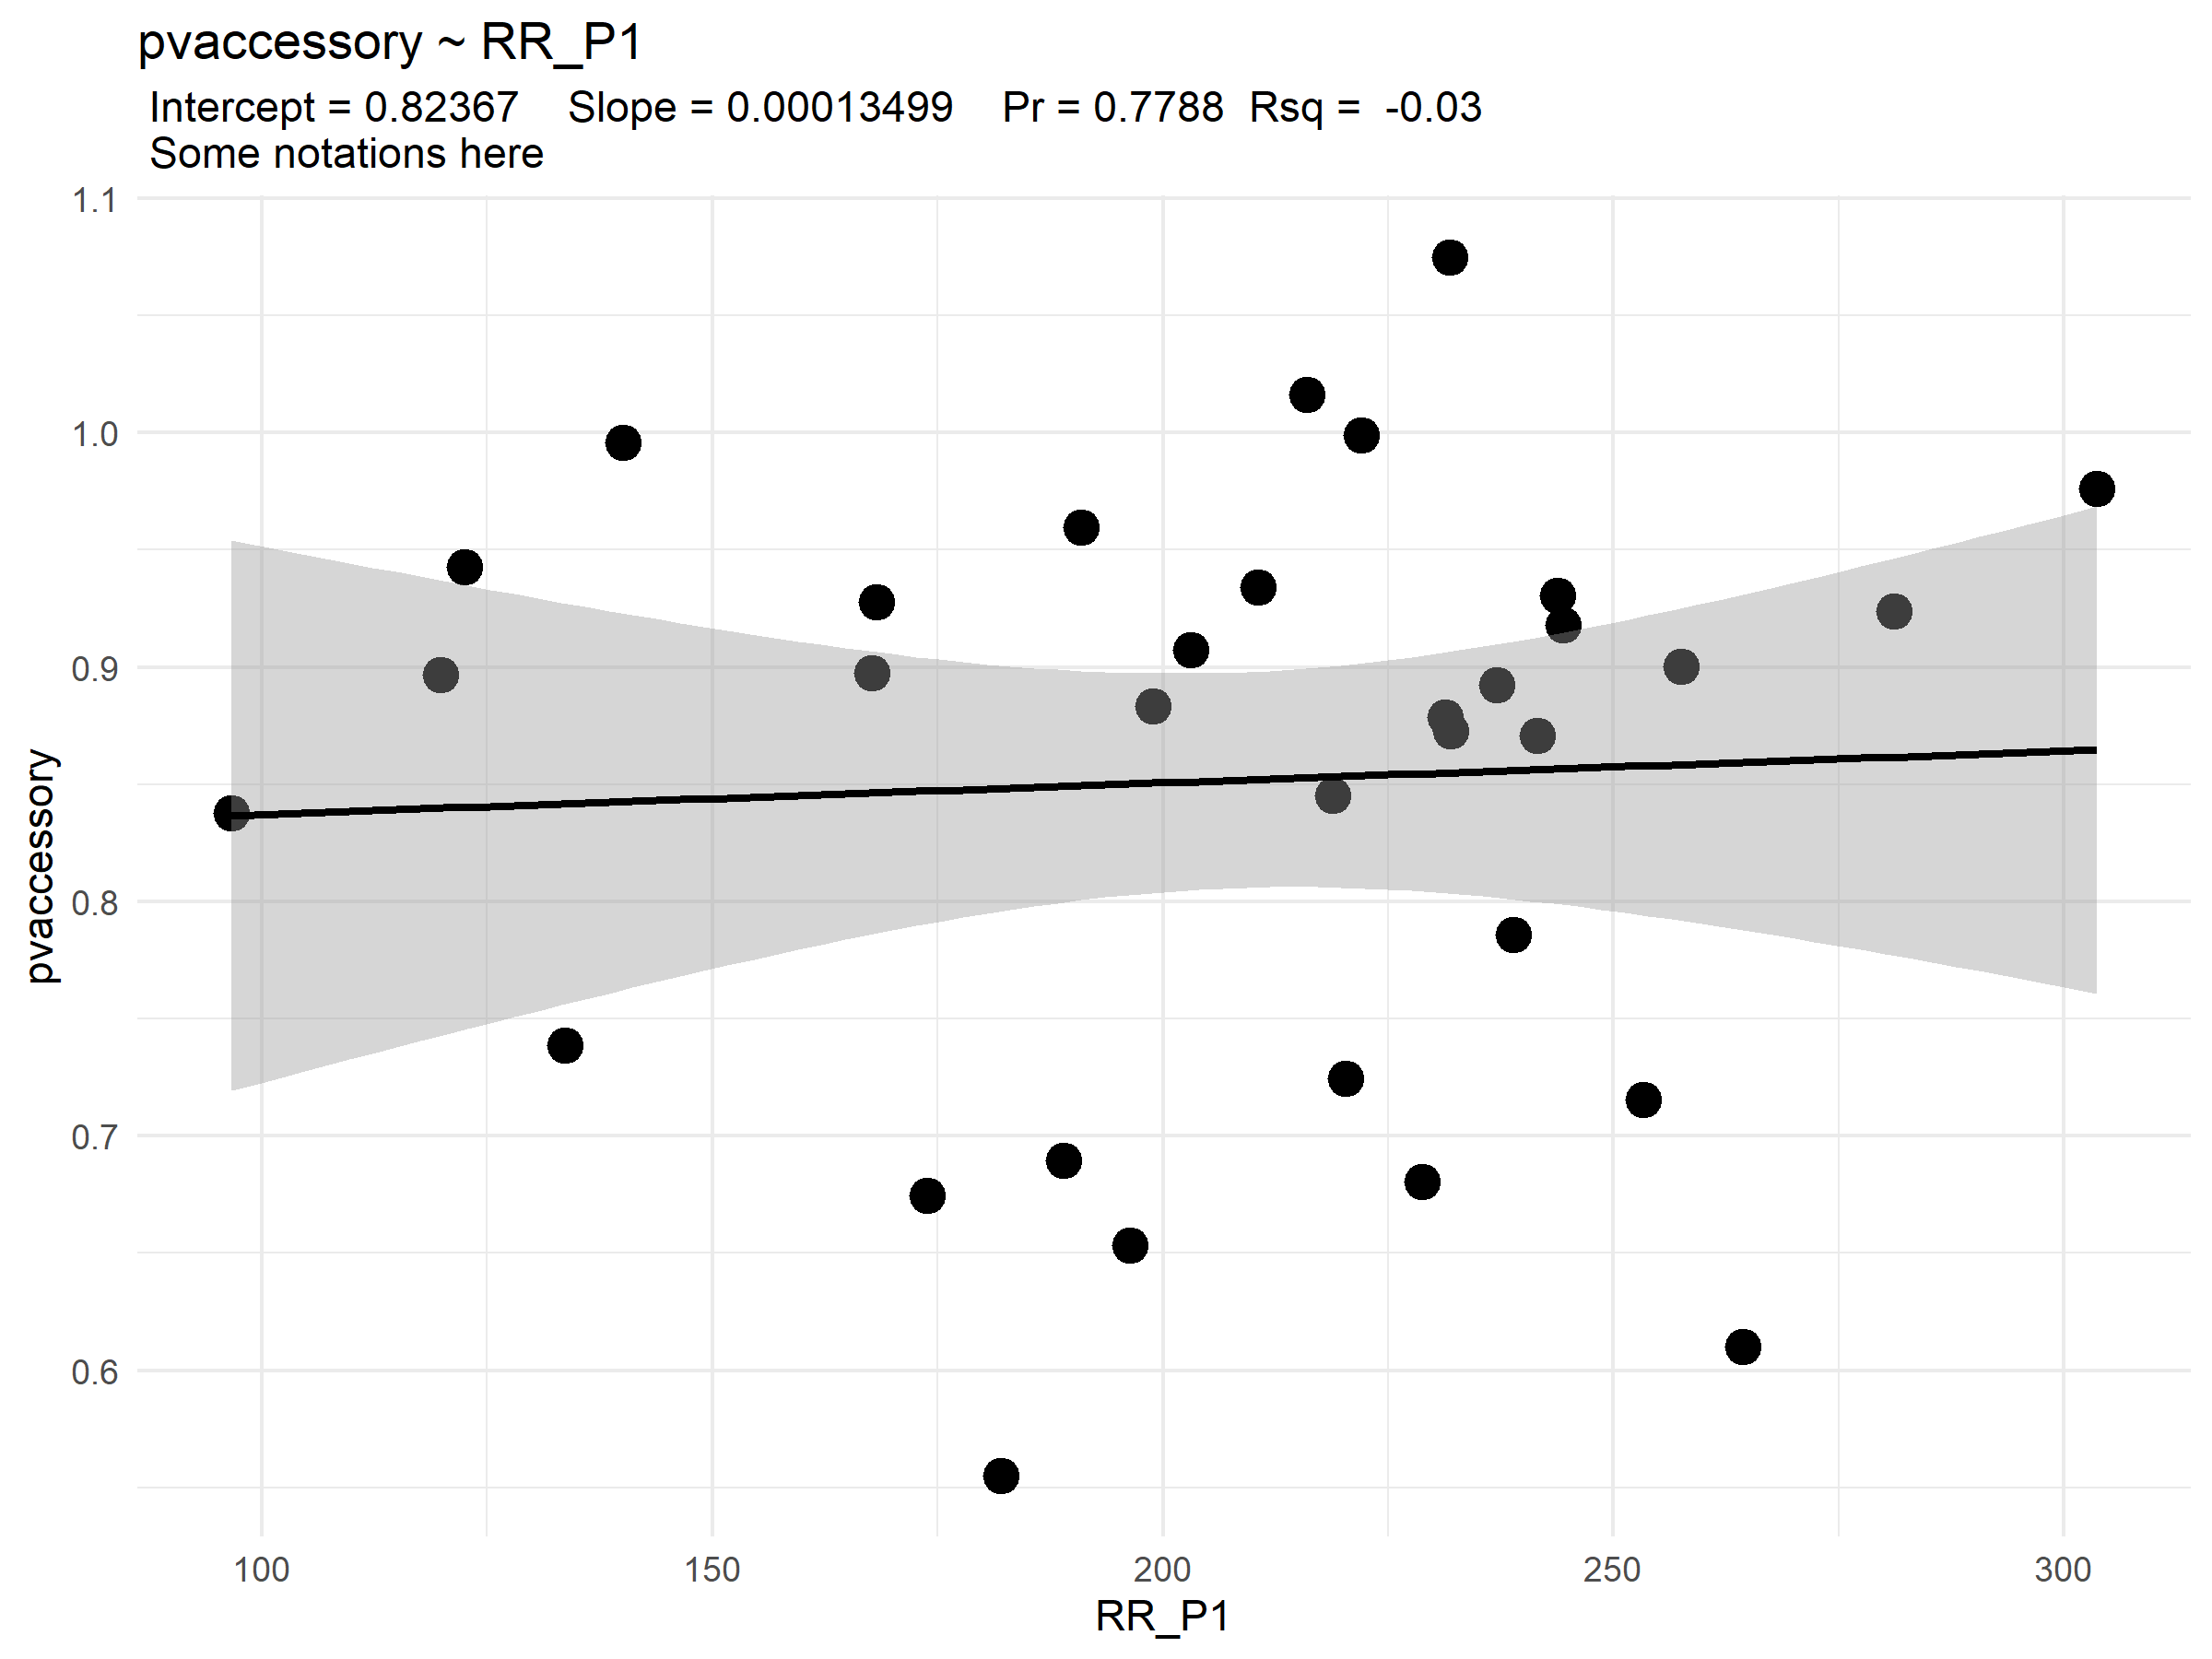 pvaccessory ~ RR_P1
Intercept = 0.82367    Slope = 0.00013499    Pr = 0.7788  Rsq =  -0.03
Some notations here
1.1
1.0
0.9
0.8
0.7
0.6
pvaccessory
100 150 200 250 300
RR_P1